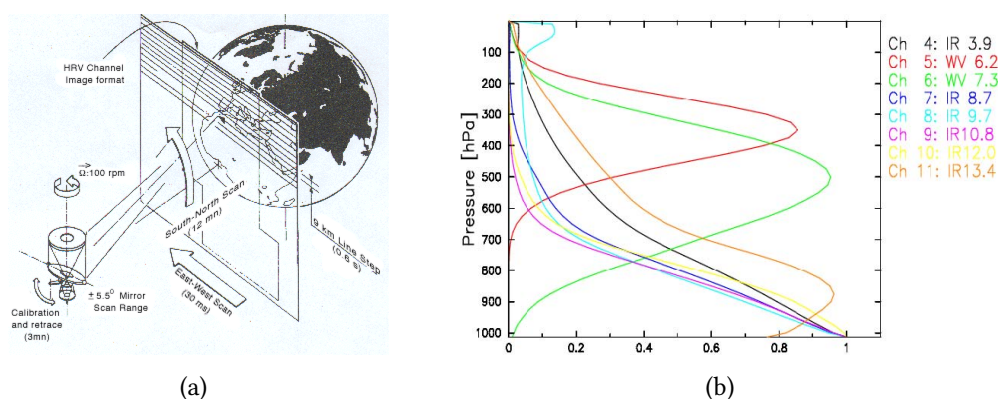 HRV Channel
Image format
Ω:100 rpm
South-North Scan
(12 mn)
9 km Line Step
(0.6 s)
East-West Scan
(30 ms)
±5.5° Mirror
Scan Range
Calibration
and retrace
(3mn)
(a)
Pressure [hPa]
100
200
300
400
500
600
700
800
900
1000
0
0.2
0.4
0.6
0.8
1
Ch 4: IR 3.9
Ch 5: WV 6.2
Ch 6: WV 7.3
Ch 7: IR 8.7
Ch 8: IR 9.7
Ch 9: IR10.8
Ch 10: IR12.0
Ch 11: IR13.4
(b)